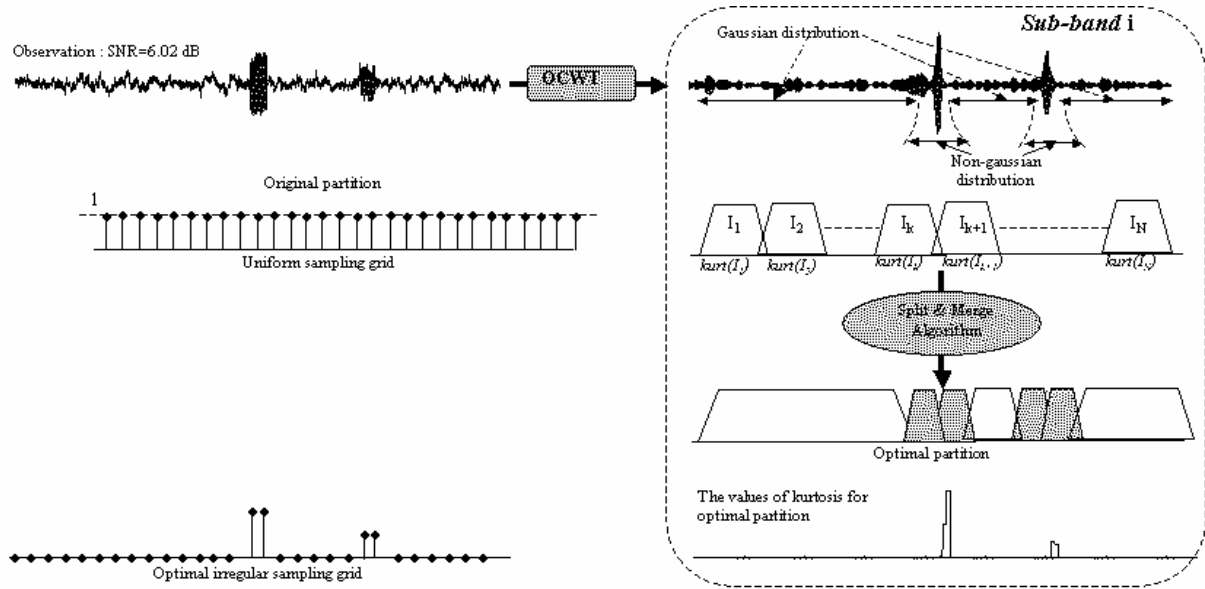 Sub-band i
Observation : SNR=6.02 dB
Gaussian distribution
OCWT
Non-gaussian
distribution
Original partition
1
Uniform sampling grid
I1 I2 Ik Ik+1 IN
kurt(I1) kurt(I2) kurt(Ik) kurt(Ik+1) kurt(IN)
Split & Merge
Algorithm
Optimal partition
The values of kurtosis for
optimal partition
Optimal irregular sampling grid